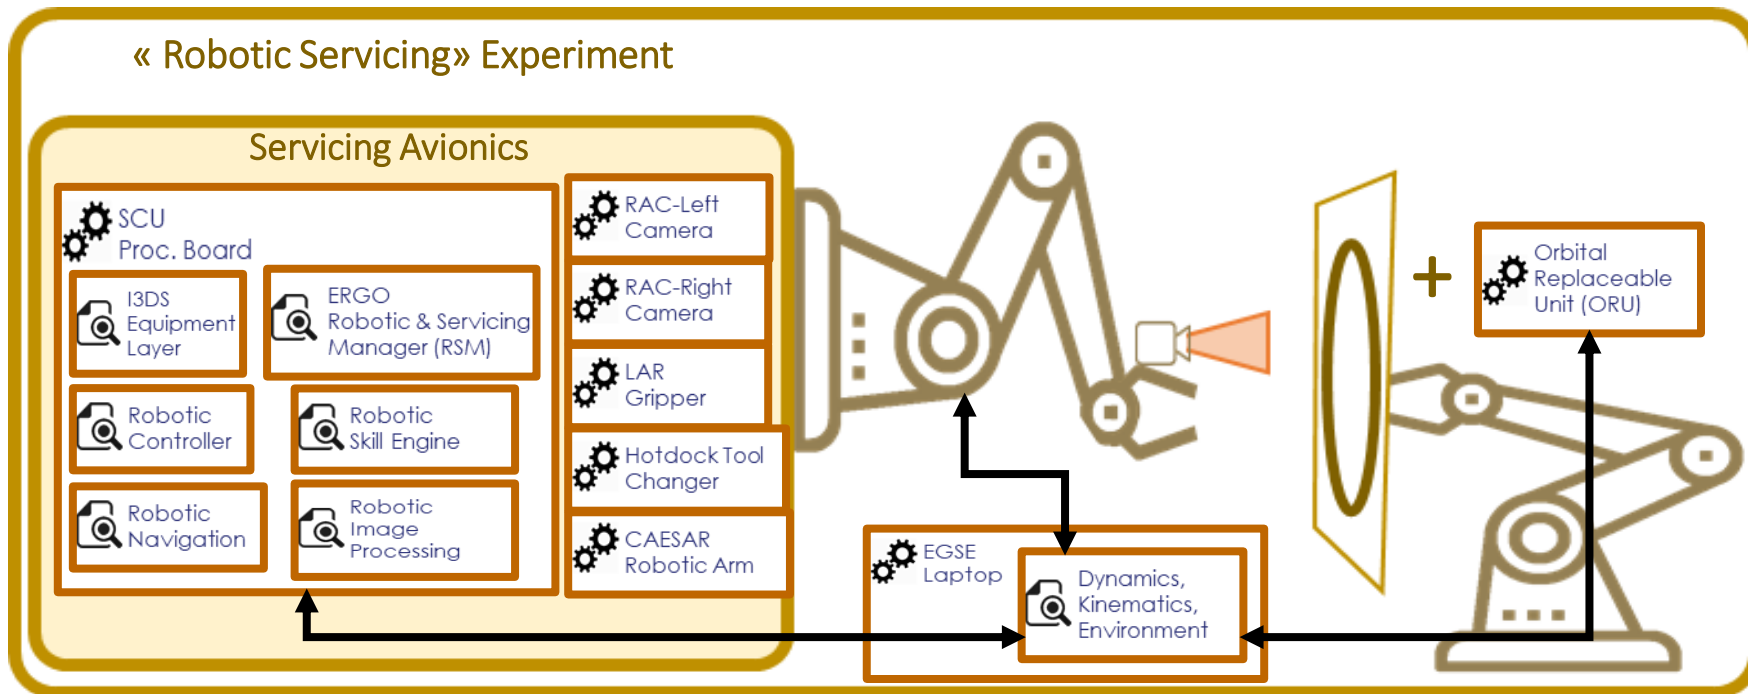 « Robotic Servicing» Experiment
Servicing Avionics
SCU
Proc. Board
I3DS
Equipment
Layer
ERGO
Robotic & Servicing
Manager (RSM)
Robotic
Controller
Robotic
Skill Engine
Robotic
Navigation
Robotic
Image
Processing
RAC-Left
Camera
RAC-Right
Camera
LAR
Gripper
Hotdock Tool
Changer
CAESAR
Robotic Arm
EGSE
Laptop
Dynamics,
Kinematics,
Environment
+
Orbital
Replaceable
Unit (ORU)